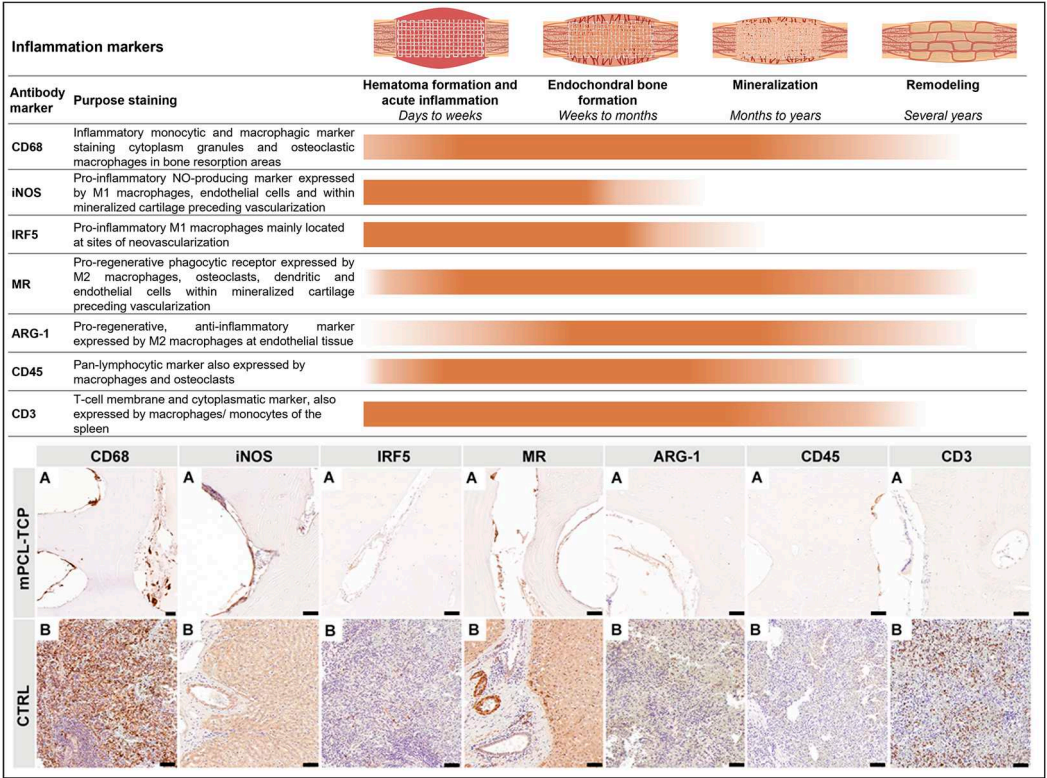 Inflammation markers
Antibody marker
Purpose staining
Hematoma formation and
acute inflammation
Days to weeks
Endochondral bone
formation
Weeks to months
Mineralization
Months to years
Remodeling
Several years
CD68
Inflammatory monocytic and macrophagic marker
staining cytoplasm granules and osteoclastic
macrophages in bone resorption areas
iNOS
Pro-inflammatory NO-producing marker expressed
by M1 macrophages, endothelial cells and within
mineralized cartilage preceding vascularization
IRF5
Pro-inflammatory M1 macrophages mainly located
at sites of neovascularization
MR
Pro-regenerative phagocytic receptor expressed by
M2 macrophages, osteoclasts, dendritic and
endothelial cells within mineralized cartilage
preceding vascularization
ARG-1
Pro-regenerative, anti-inflammatory marker
expressed by M2 macrophages at endothelial tissue
CD45
Pan-lymphocytic marker also expressed by
macrophages and osteoclasts
CD3
T-cell membrane and cytoplasmatic marker, also
expressed by macrophages/ monocytes of the
spleen
CD68 iNOS IRF5 MR ARG-1 CD45 CD3
mPCL-TCP
A A A A A A A
CTRL
B B B B B B B